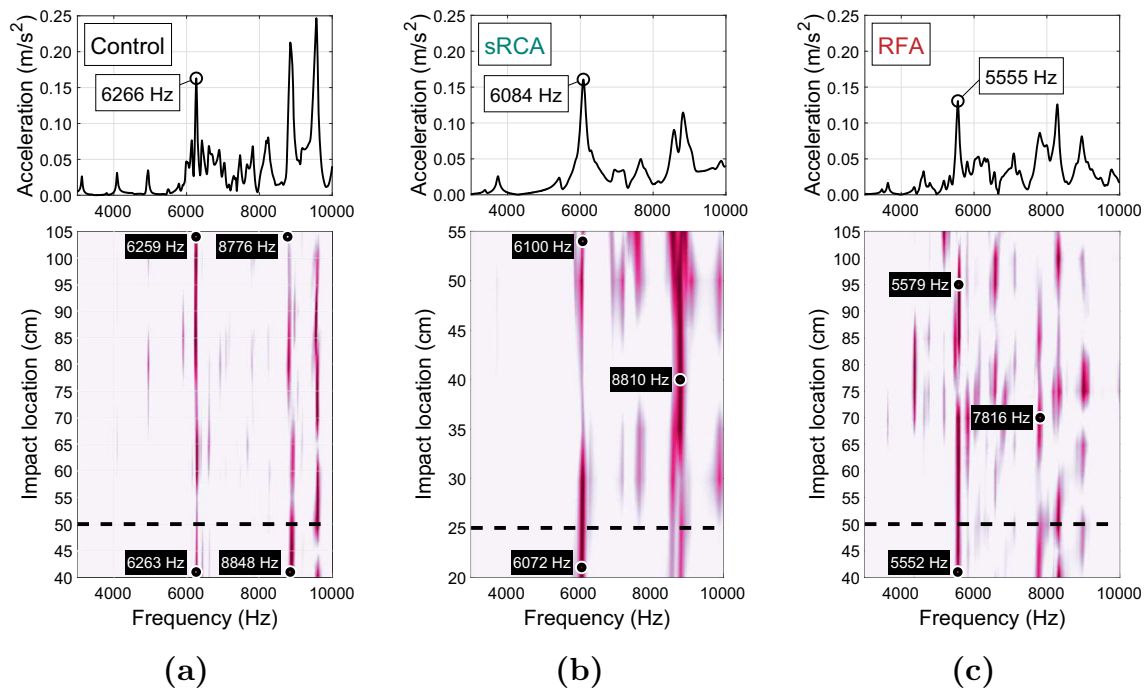 Acceleration (m/s²)
0.25
0.20
0.15
0.10
0.05
0.00
Control
6266 Hz
4000 6000 8000 10000
Acceleration (m/s²)
0.25
0.20
0.15
0.10
0.05
0.00
sRCA
6084 Hz
4000 6000 8000 10000
Acceleration (m/s²)
0.25
0.20
0.15
0.10
0.05
0.00
RFA
5555 Hz
4000 6000 8000 10000
Impact location (cm)
105
100
95
90
85
80
75
70
65
60
55
50
45
40
6259 Hz 8776 Hz
6263 Hz 8848 Hz
4000 6000 8000 10000
Frequency (Hz)
Impact location (cm)
55
50
45
40
35
30
25
20
6100 Hz
8810 Hz
6072 Hz
4000 6000 8000 10000
Frequency (Hz)
Impact location (cm)
105
100
95
90
85
80
75
70
65
60
55
50
45
40
5579 Hz
7816 Hz
5552 Hz
4000 6000 8000 10000
Frequency (Hz)
(a) (b) (c)